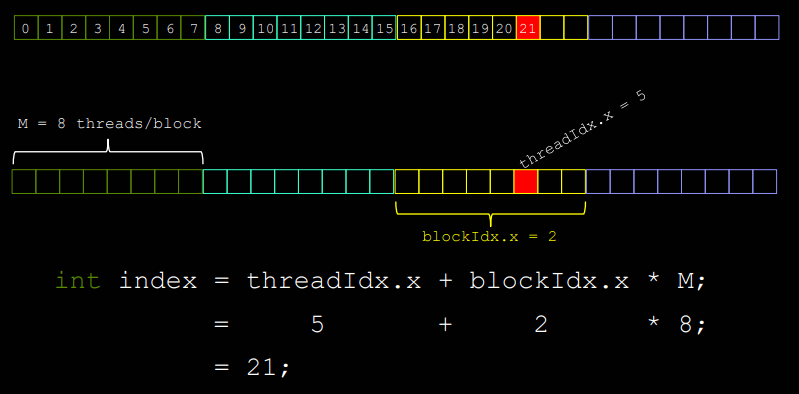 0 1 2 3 4 5 6 7 8 9 10 11 12 13 14 15 16 17 18 19 20 21
threadIdx.x = 5
M = 8 threads/block
blockIdx.x = 2
int index = threadIdx.x + blockIdx.x * M;
= 5 + 2 * 8;
= 21;